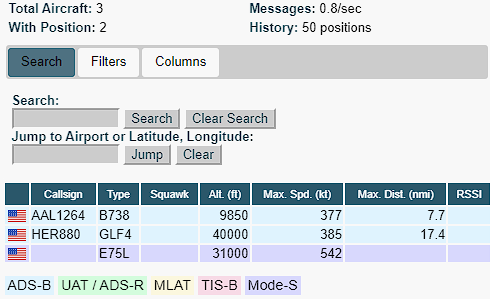 Total Aircraft: 3 Messages: 0.8/sec
With Position: 2 History: 50 positions
Search Filters Columns
Search:
Search Clear Search
Jump to Airport or Latitude, Longitude:
Jump Clear
Callsign Type Squawk Alt. (ft) Max. Spd. (kt) Max. Dist. (nmi) RSSI
AAL1264 B738 9850 377 7.7
HER880 GLF4 40000 385 17.4
E75L 31000 542
ADS-B UAT / ADS-R MLAT TIS-B Mode-S